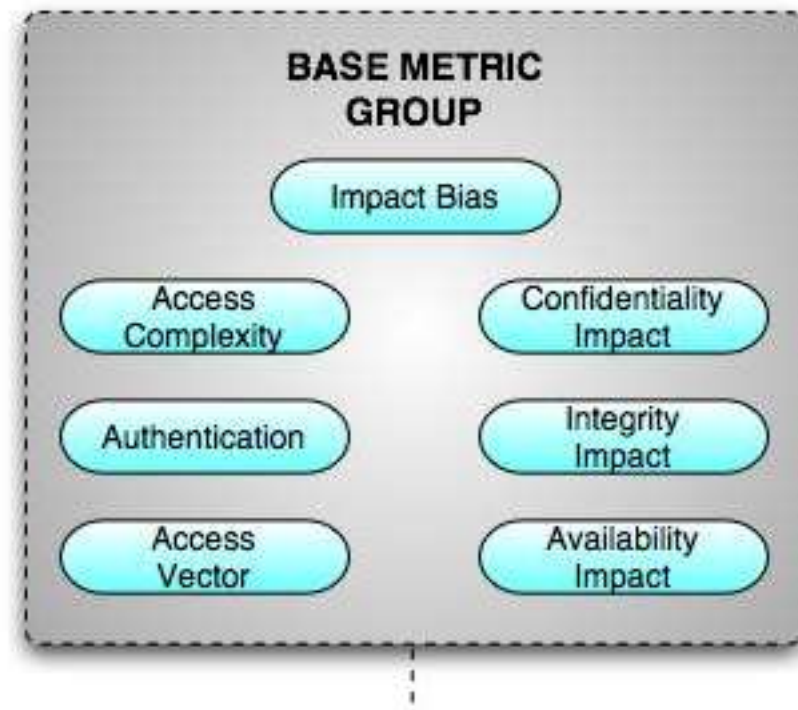 BASE METRIC
GROUP
Impact Bias
Access
Complexity
Confidentiality
Impact
Authentication
Integrity
Impact
Access
Vector
Availability
Impact